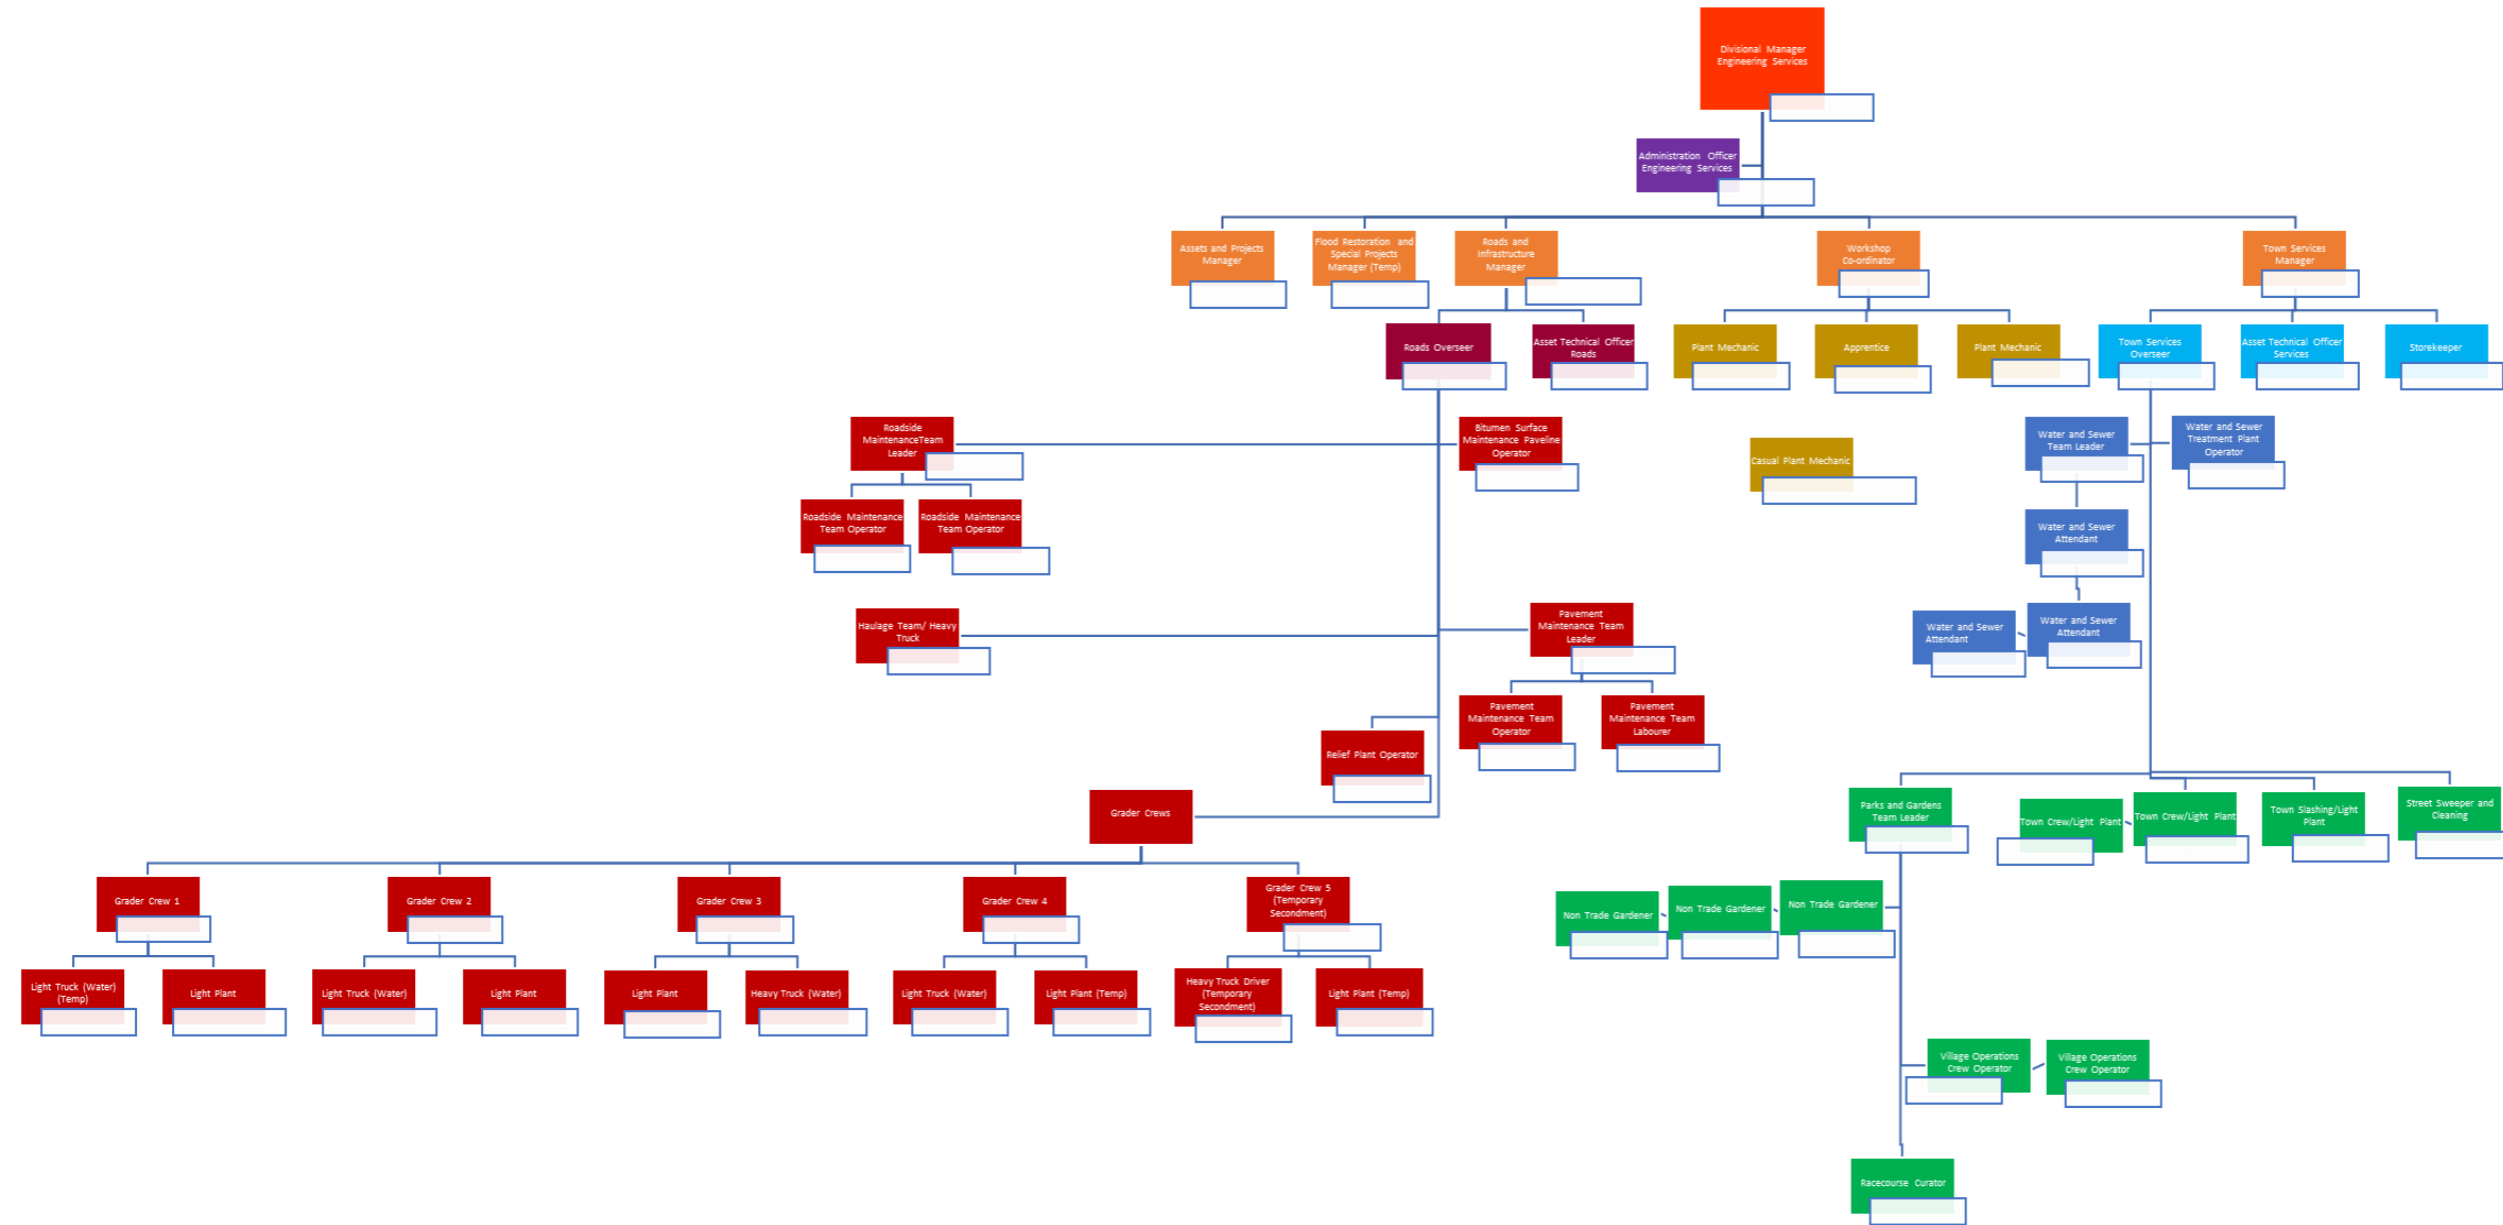 Divisional Manager
Engineering Services
Administration Officer
Engineering Services
Assets and Projects
Manager
Flood Restoration and
Special Projects
Manager (Temp)
Roads and
Infrastructure
Manager
Workshop
Co-ordinator
Town Services
Manager
Roads Overseer
Asset Technical Officer
Roads
Plant Mechanic
Apprentice
Plant Mechanic
Town Services
Overseer
Asset Technical Officer
Services
Storekeeper
Roadside
MaintenanceTeam
Leader
Bitumen Surface
Maintenance Paveline
Operator
Casual Plant Mechanic
Water and Sewer
Team Leader
Water and Sewer
Treatment Plant
Operator
Roadside Maintenance
Team Operator
Roadside Maintenance
Team Operator
Water and Sewer
Attendant
Haulage Team/ Heavy
Truck
Pavement
Maintenance Team
Leader
Water and Sewer
Attendant
Water and Sewer
Attendant
Pavement
Maintenance Team
Operator
Pavement
Maintenance Team
Labourer
Relief Plant Operator
Grader Crews
Parks and Gardens
Team Leader
Town Crew/Light Plant
Town Crew/Light Plant
Town Slashing/Light
Plant
Street Sweeper and
Cleaning
Grader Crew 1
Grader Crew 2
Grader Crew 3
Grader Crew 4
Grader Crew 5
(Temporary
Secondment)
Non Trade Gardener
Non Trade Gardener
Non Trade Gardener
Light Truck (Water)
(Temp)
Light Plant
Light Truck (Water)
Light Plant
Light Plant
Heavy Truck (Water)
Light Truck (Water)
Light Plant (Temp)
Heavy Truck Driver
(Temporary
Secondment)
Light Plant (Temp)
Village Operations
Crew Operator
Village Operations
Crew Operator
Racecourse Curator